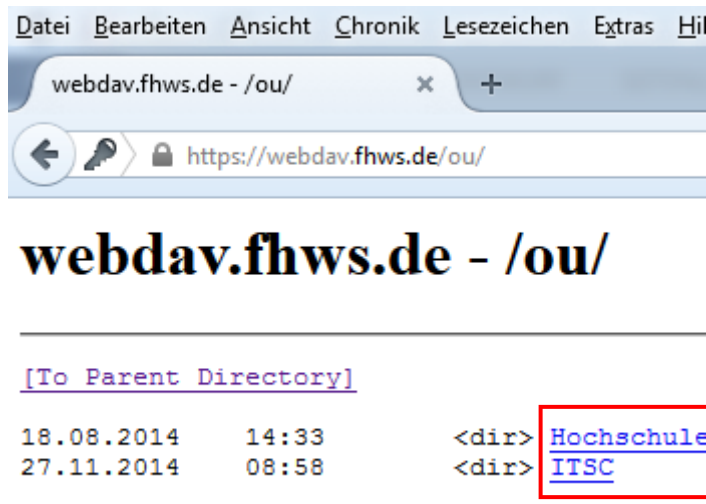 Datei Bearbeiten Ansicht Chronik Lesezeichen Extras Hil
webdav.fhws.de - /ou/
https://webdav.fhws.de/ou/
webdav.fhws.de - /ou/
[To Parent Directory]
18.08.2014 14:33 <dir> Hochschule
27.11.2014 08:58 <dir> ITSC